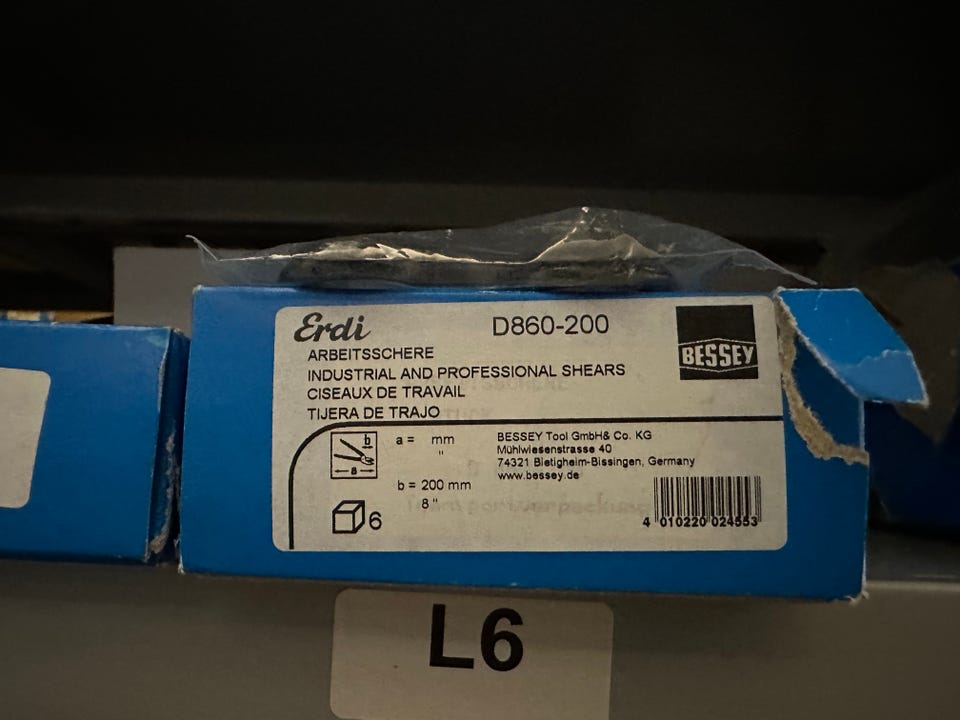 Erdi
D860-200
BESSEY
ARBEITSSCHERE
INDUSTRIAL AND PROFESSIONAL SHEARS
CISEAUX DE TRAVAIL
TIJERA DE TRAJO
b
a
a = mm
"
b = 200 mm
8 "
6
BESSEY Tool GmbH& Co. KG
Mühlwiesenstrasse 40
74321 Bietigheim-Bissingen, Germany
www.bessey.de
4 010220 024553
L6